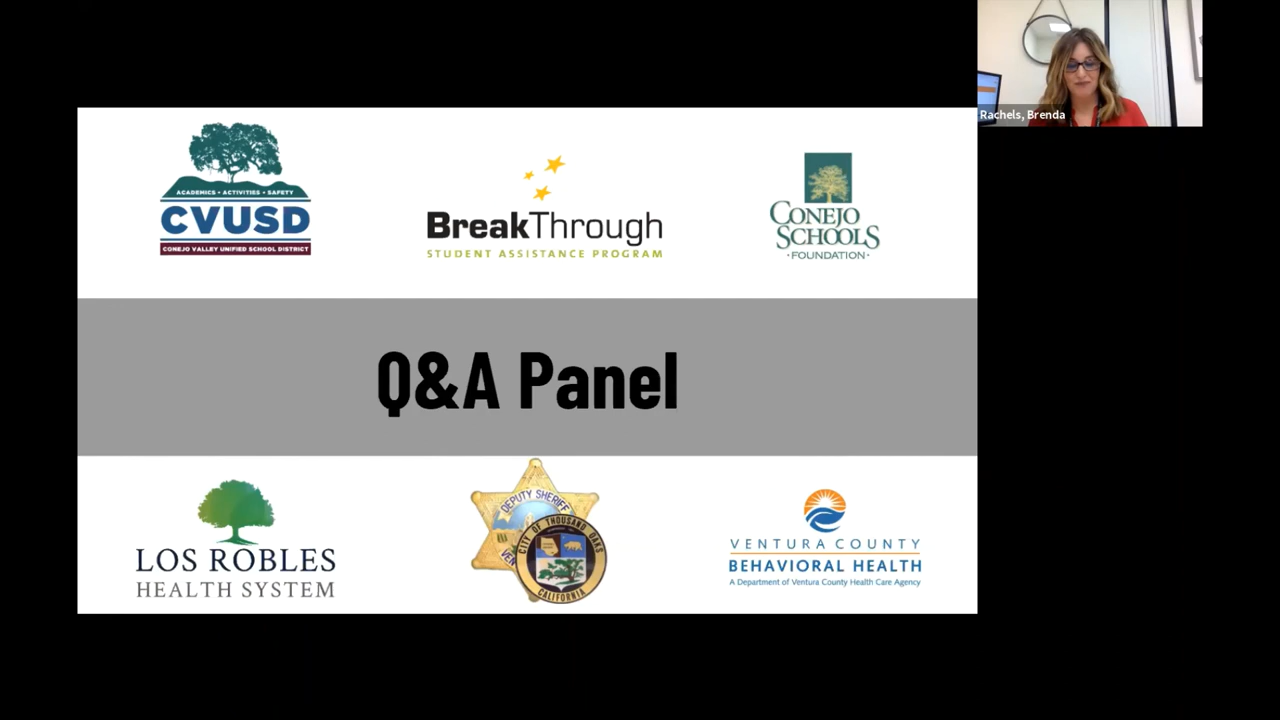 Rachels, Brenda
ACADEMICS • ACTIVITIES • SAFETY
CVUSD
CONEJO VALLEY UNIFIED SCHOOL DISTRICT
BreakThrough
STUDENT ASSISTANCE PROGRAM
CONEJO
SCHOOLS
·FOUNDATION·
Q&A Panel
LOS ROBLES
HEALTH SYSTEM
DEPUTY SHERIFF
VEN
CITY OF THOUSAND OAKS
CALIFORNIA
VENTURA COUNTY
BEHAVIORAL HEALTH
A Department of Ventura County Health Care Agency